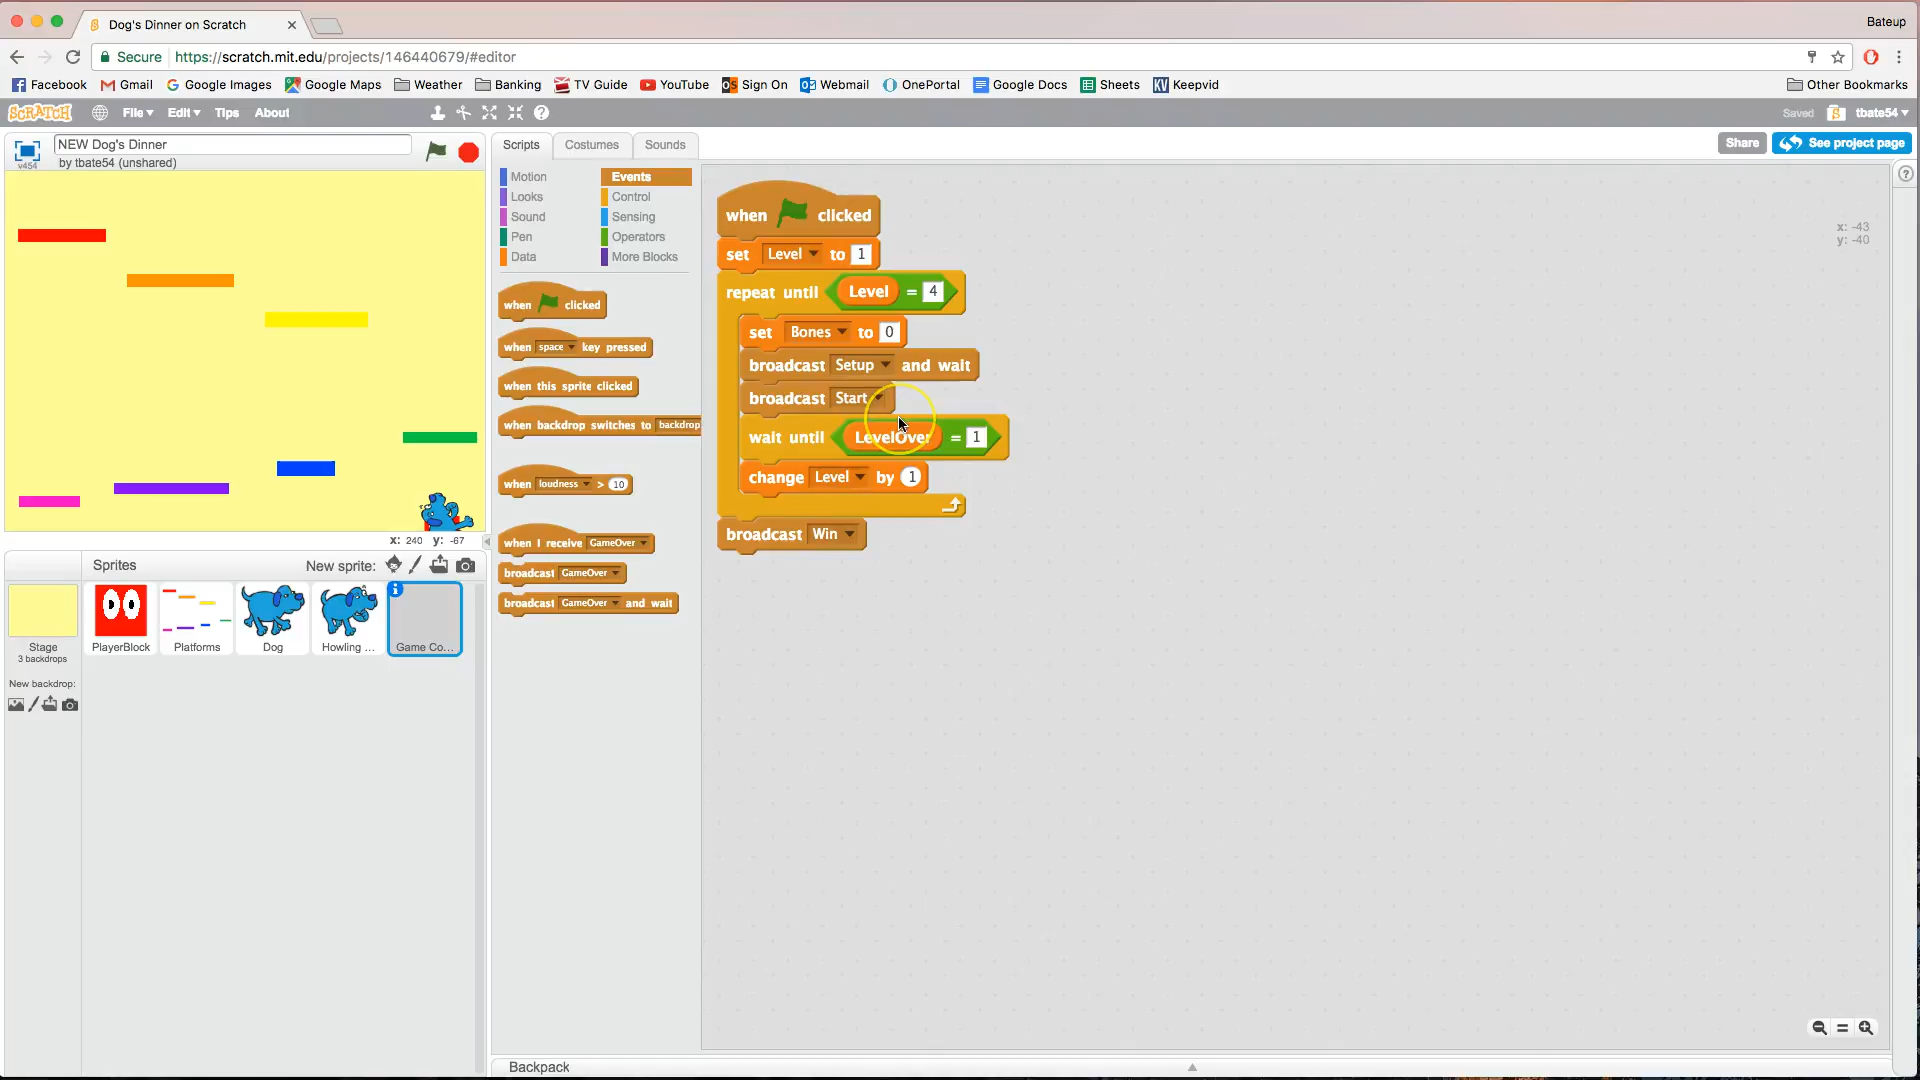 Dog's Dinner on Scratch
Bateup
Secure https://scratch.mit.edu/projects/146440679/#editor
Facebook Gmail Google Images Google Maps Weather Banking TV Guide YouTube Sign On Webmail OnePortal Google Docs Sheets Keepvid Other Bookmarks
SCRATCH File Edit Tips About Saved tbate54
v454 NEW Dog's Dinner
by tbate54 (unshared)
Scripts Costumes Sounds Share See project page
Motion Events
Looks Control
Sound Sensing
Pen Operators
Data More Blocks
when clicked
when space key pressed
when this sprite clicked
when backdrop switches to backdrop
when loudness > 10
when I receive GameOver
broadcast GameOver
broadcast GameOver and wait
when clicked
set Level to 1
repeat until Level = 4
set Bones to 0
broadcast Setup and wait
broadcast Start
wait until LevelOver = 1
change Level by 1
broadcast Win
x: -43
y: -40
x: 240 y: -67
Sprites New sprite:
Stage
3 backdrops
New backdrop:
PlayerBlock Platforms Dog Howling ... Game Co...
Backpack